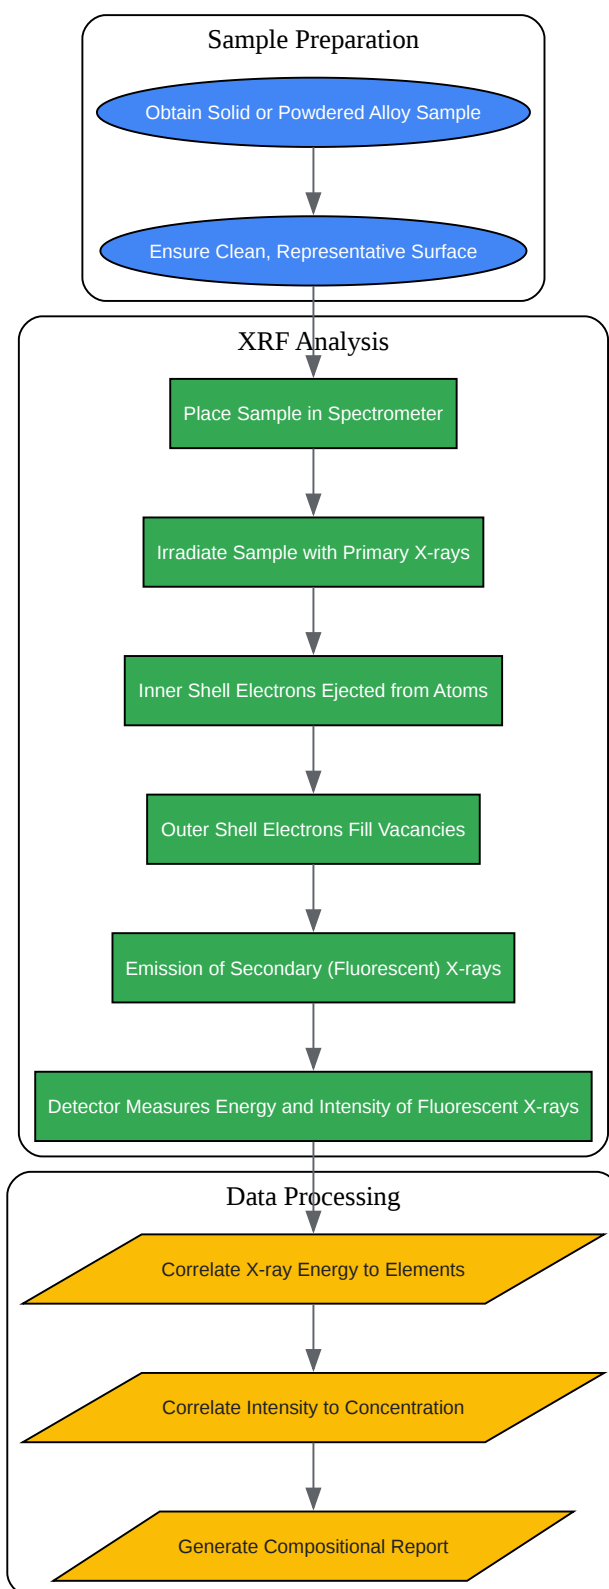 Sample Preparation
Obtain Solid or Powdered Alloy Sample
Ensure Clean, Representative Surface
XRF Analysis
Place Sample in Spectrometer
Irradiate Sample with Primary X-rays
Inner Shell Electrons Ejected from Atoms
Outer Shell Electrons Fill Vacancies
Emission of Secondary (Fluorescent) X-rays
Detector Measures Energy and Intensity of Fluorescent X-rays
Data Processing
Correlate X-ray Energy to Elements
Correlate Intensity to Concentration
Generate Compositional Report